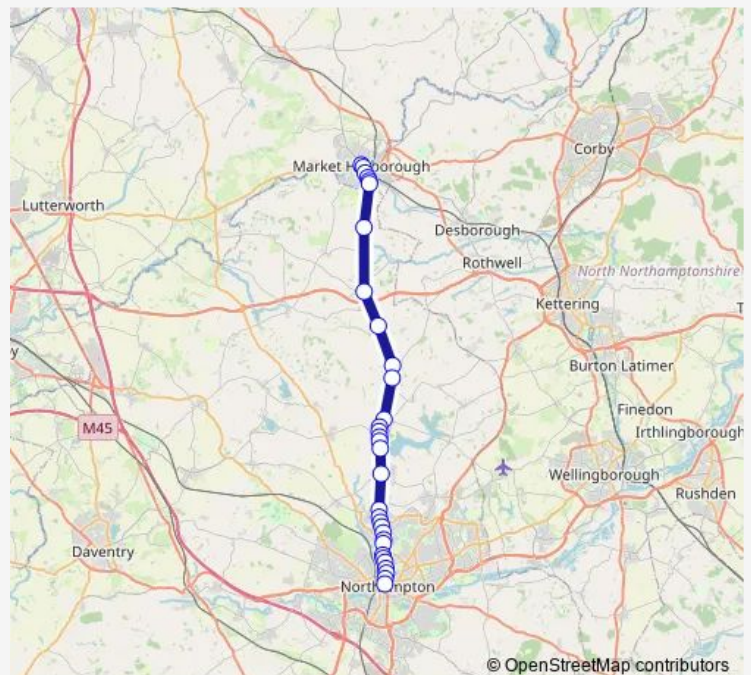 Corby
Market Harborough
Lutterworth
Desborough
Rothwell
North Northamptonshire
Kettering
Burton Latimer
Finedon
M45
Irthlingborough
Wellingborough
Rushden
Daventry
Northampton
© OpenStreetMap contributors